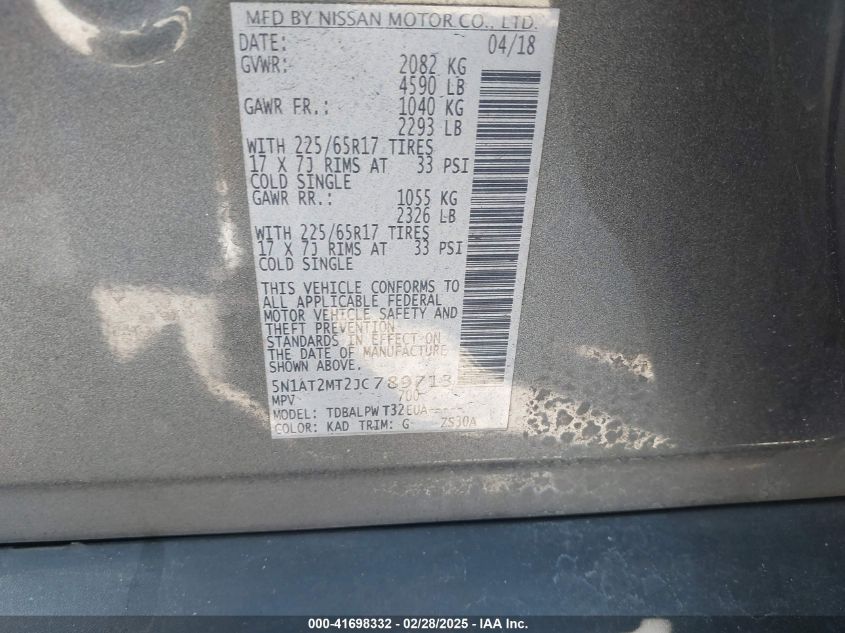 MFD BY NISSAN MOTOR CO., LTD.
DATE: 04/18
GVWR: 2082 KG
4590 LB
GAWR FR.: 1040 KG
2293 LB
WITH 225/65R17 TIRES
17 X 7J RIMS AT 33 PSI
COLD SINGLE
GAWR RR.: 1055 KG
2326 LB
WITH 225/65R17 TIRES
17 X 7J RIMS AT 33 PSI
COLD SINGLE
THIS VEHICLE CONFORMS TO
ALL APPLICABLE FEDERAL
MOTOR VEHICLE SAFETY AND
THEFT PREVENTION
STANDARDS IN EFFECT ON
THE DATE OF MANUFACTURE
SHOWN ABOVE.
5N1AT2MT2JC789713
MPV 700
MODEL: TDBALPW T32EUA-----
COLOR: KAD TRIM: G
000-41698332 - 02/28/2025 - IAA Inc.